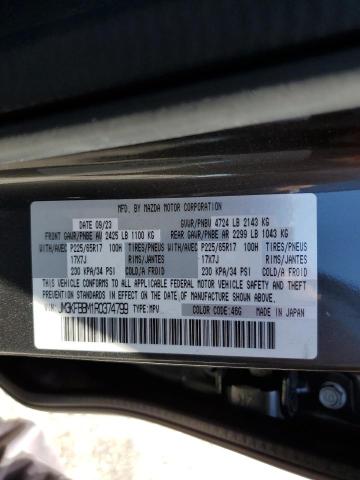 MFD. BY MAZDA MOTOR CORPORATION
DATE 09/23 GVWR/PNBV 4724 LB 2143 KG
FRONT GAWR/PNBE AV 2425 LB 1100 KG REAR GAWR/PNBE AR 2299 LB 1043 KG
WITH/AVEC P225/65R17 100H TIRES/PNEUS WITH/AVEC P225/65R17 100H TIRES/PNEUS
17X7J RIMS/JANTES 17X7J RIMS/JANTES
230 KPA/34 PSI COLD/A FROID 230 KPA/34 PSI COLD/A FROID
THIS VEHICLE CONFORMS TO ALL APPLICABLE FEDERAL MOTOR VEHICLE SAFETY, BUMPER, AND THEFT PREVENTION STANDARDS IN EFFECT ON THE DATE OF MANUFACTURE SHOWN ABOVE.
VIN: JM3KFBBM1R0374799 TYPE:MPV COLOR CODE:46G MADE IN JAPAN